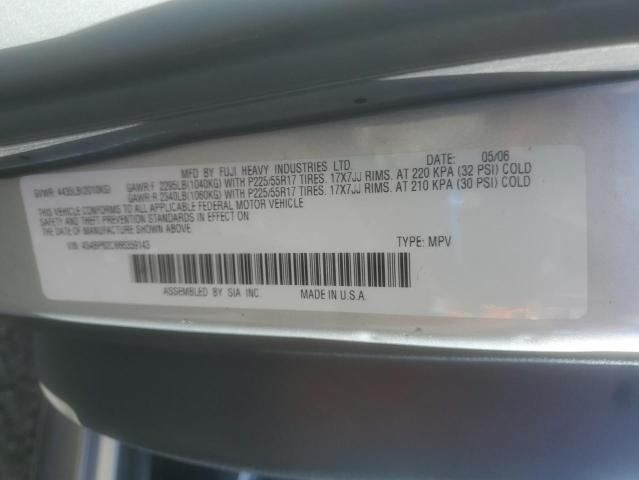 MFD BY FUJI HEAVY INDUSTRIES LTD. DATE: 05/06
GVWR: 4435LB(2010KG) GAWR:F 2295LB(1040KG) WITH P225/55R17 TIRES. 17X7JJ RIMS. AT 220 KPA (32 PSI) COLD
GAWR:R 2340LB(1060KG) WITH P225/55R17 TIRES. 17X7JJ RIMS. AT 210 KPA (30 PSI) COLD
THIS VEHICLE CONFORMS TO ALL APPLICABLE FEDERAL MOTOR VEHICLE
SAFETY AND THEFT PREVENTION STANDARDS IN EFFECT ON
THE DATE OF MANUFACTURE SHOWN ABOVE.
VIN: TYPE: MPV
ASSEMBLED BY SIA INC. MADE IN U.S.A.